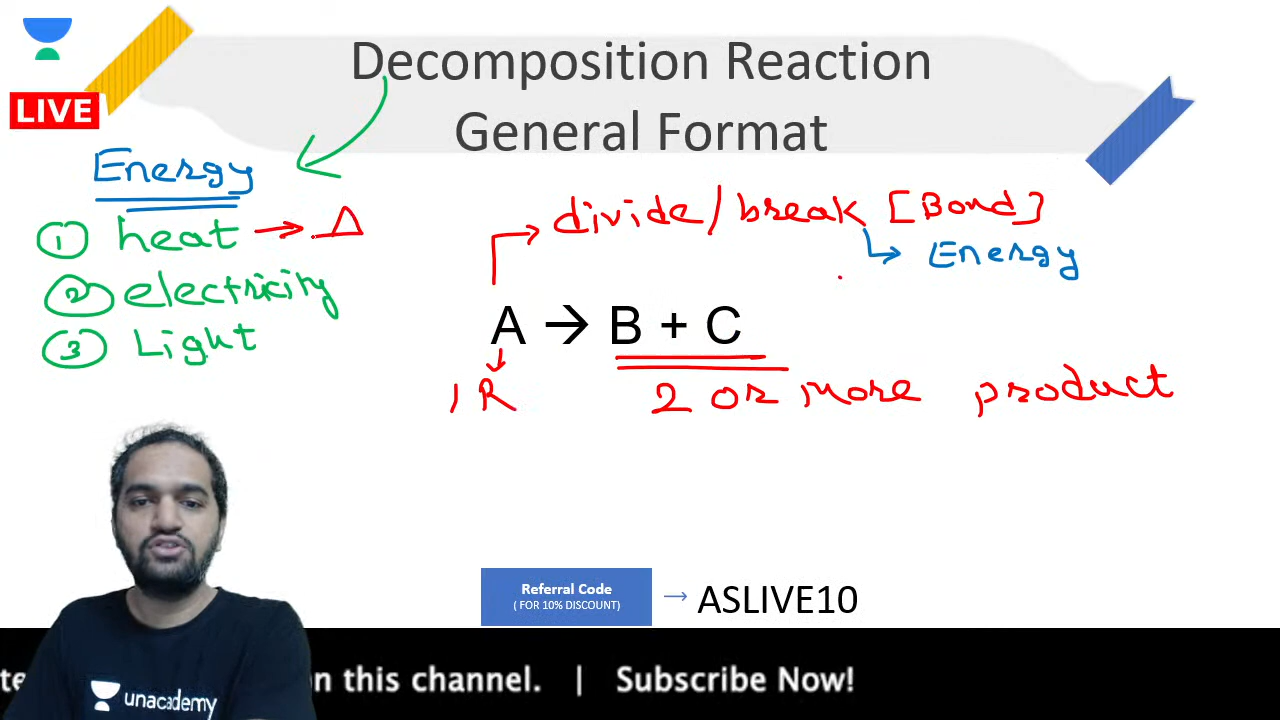 Decomposition Reaction
General Format
LIVE
Energy
① heat → Δ
② electricity
③ Light
divide/break [Bond]
Energy
A → B + C
1 R
2 or more product
Referral Code
( FOR 10% DISCOUNT)
→ ASLIVE10
on this channel. | Subscribe Now!
unacademy